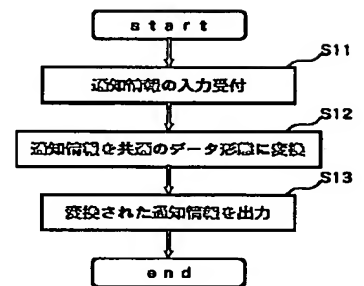 start
S11
通知情報の入力受付
S12
通知情報を共通のデータ形態に変換
S13
変換された通知情報を出力
end